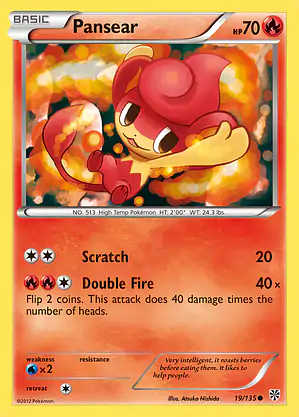 BASIC Pansear HP70
NO. 513 High Temp Pokémon HT: 2'00" WT: 24.3 lbs.
Scratch 20
Double Fire 40×
Flip 2 coins. This attack does 40 damage times the
number of heads.
weakness resistance
×2
retreat
Very intelligent, it roasts berries
before eating them. It likes to
help people.
Illus. Atsuko Nishida 19/135
©2012 Pokémon